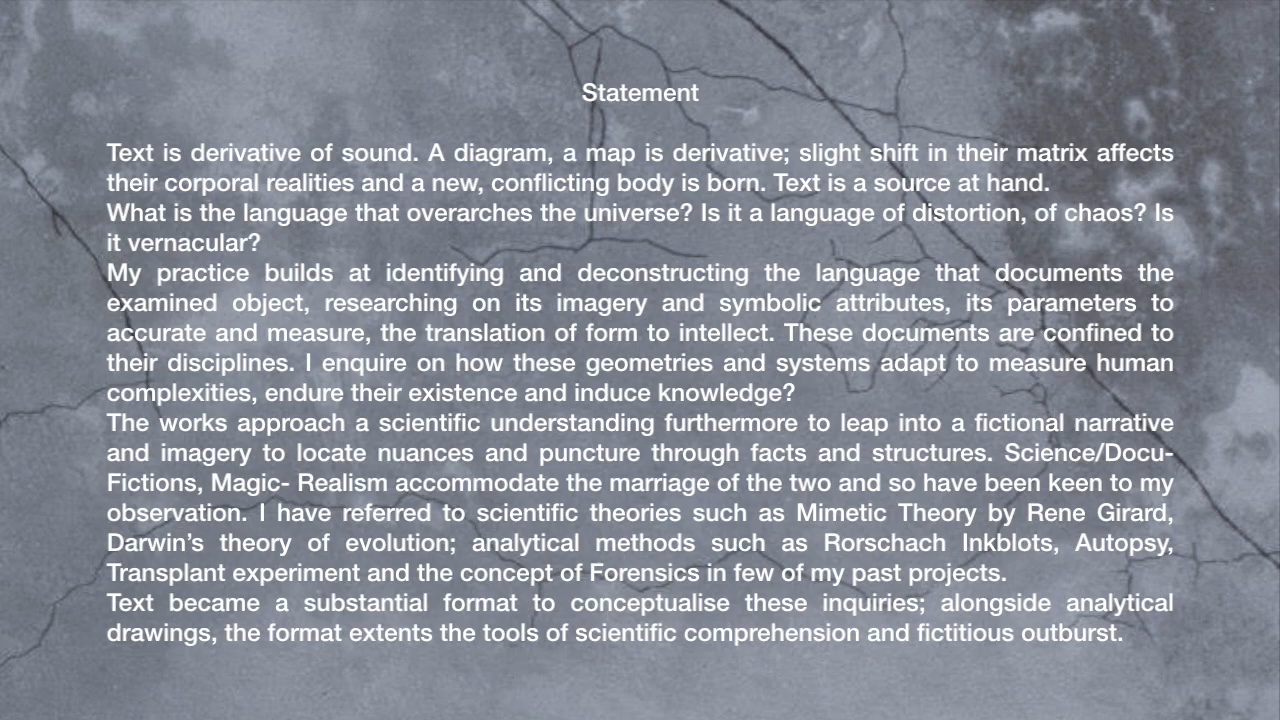 Statement
Text is derivative of sound. A diagram, a map is derivative; slight shift in their matrix affects
their corporal realities and a new, conflicting body is born. Text is a source at hand.
What is the language that overarches the universe? Is it a language of distortion, of chaos? Is
it vernacular?
My practice builds at identifying and deconstructing the language that documents the
examined object, researching on its imagery and symbolic attributes, its parameters to
accurate and measure, the translation of form to intellect. These documents are confined to
their disciplines. I enquire on how these geometries and systems adapt to measure human
complexities, endure their existence and induce knowledge?
The works approach a scientific understanding furthermore to leap into a fictional narrative
and imagery to locate nuances and puncture through facts and structures. Science/Docu-
Fictions, Magic- Realism accommodate the marriage of the two and so have been keen to my
observation. I have referred to scientific theories such as Mimetic Theory by Rene Girard,
Darwin’s theory of evolution; analytical methods such as Rorschach Inkblots, Autopsy,
Transplant experiment and the concept of Forensics in few of my past projects.
Text became a substantial format to conceptualise these inquiries; alongside analytical
drawings, the format extents the tools of scientific comprehension and fictitious outburst.